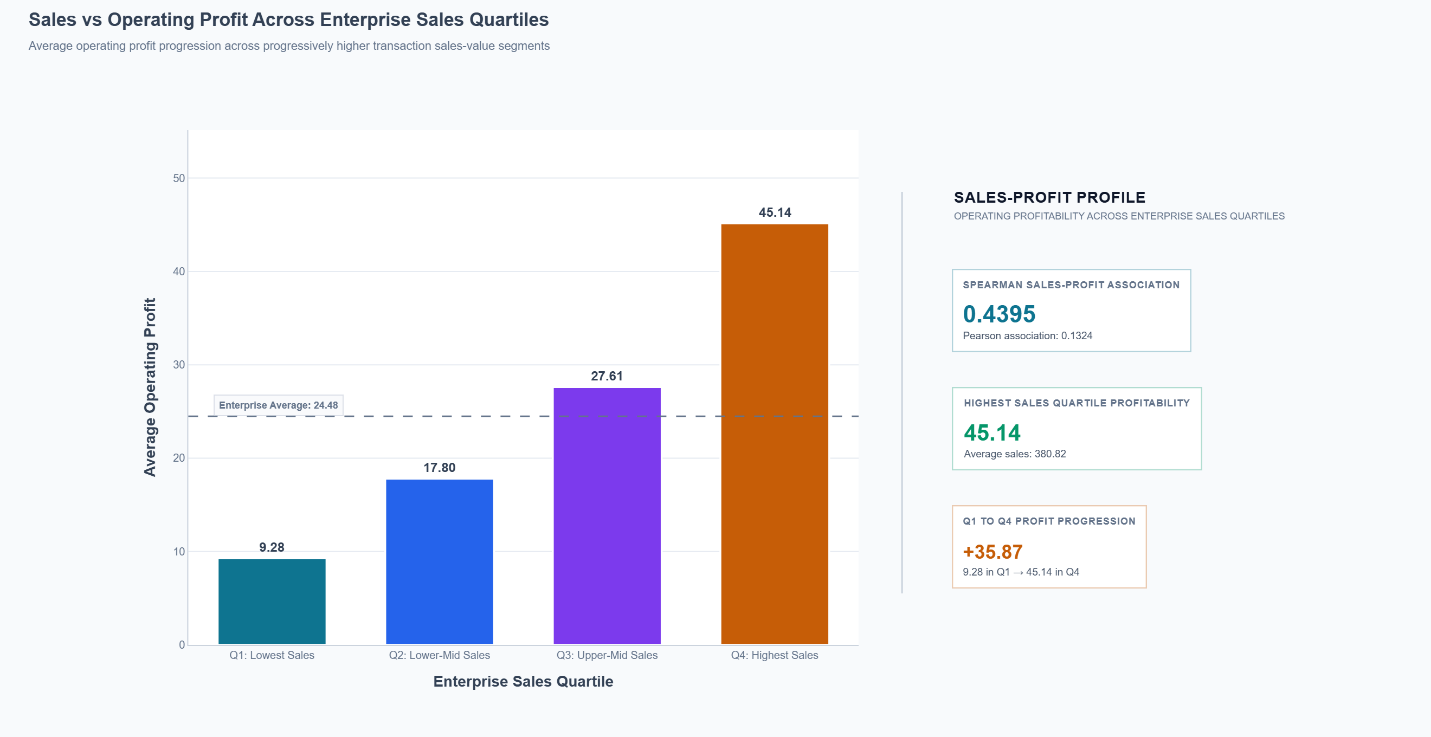 Sales vs Operating Profit Across Enterprise Sales Quartiles
Average operating profit progression across progressively higher transaction sales-value segments
Average Operating Profit
50
40
30
20
10
0
Enterprise Average: 24.48
9.28
17.80
27.61
45.14
Q1: Lowest Sales
Q2: Lower-Mid Sales
Q3: Upper-Mid Sales
Q4: Highest Sales
Enterprise Sales Quartile
SALES-PROFIT PROFILE
OPERATING PROFITABILITY ACROSS ENTERPRISE SALES QUARTILES
SPEARMAN SALES-PROFIT ASSOCIATION
0.4395
Pearson association: 0.1324
HIGHEST SALES QUARTILE PROFITABILITY
45.14
Average sales: 380.82
Q1 TO Q4 PROFIT PROGRESSION
+35.87
9.28 in Q1 → 45.14 in Q4